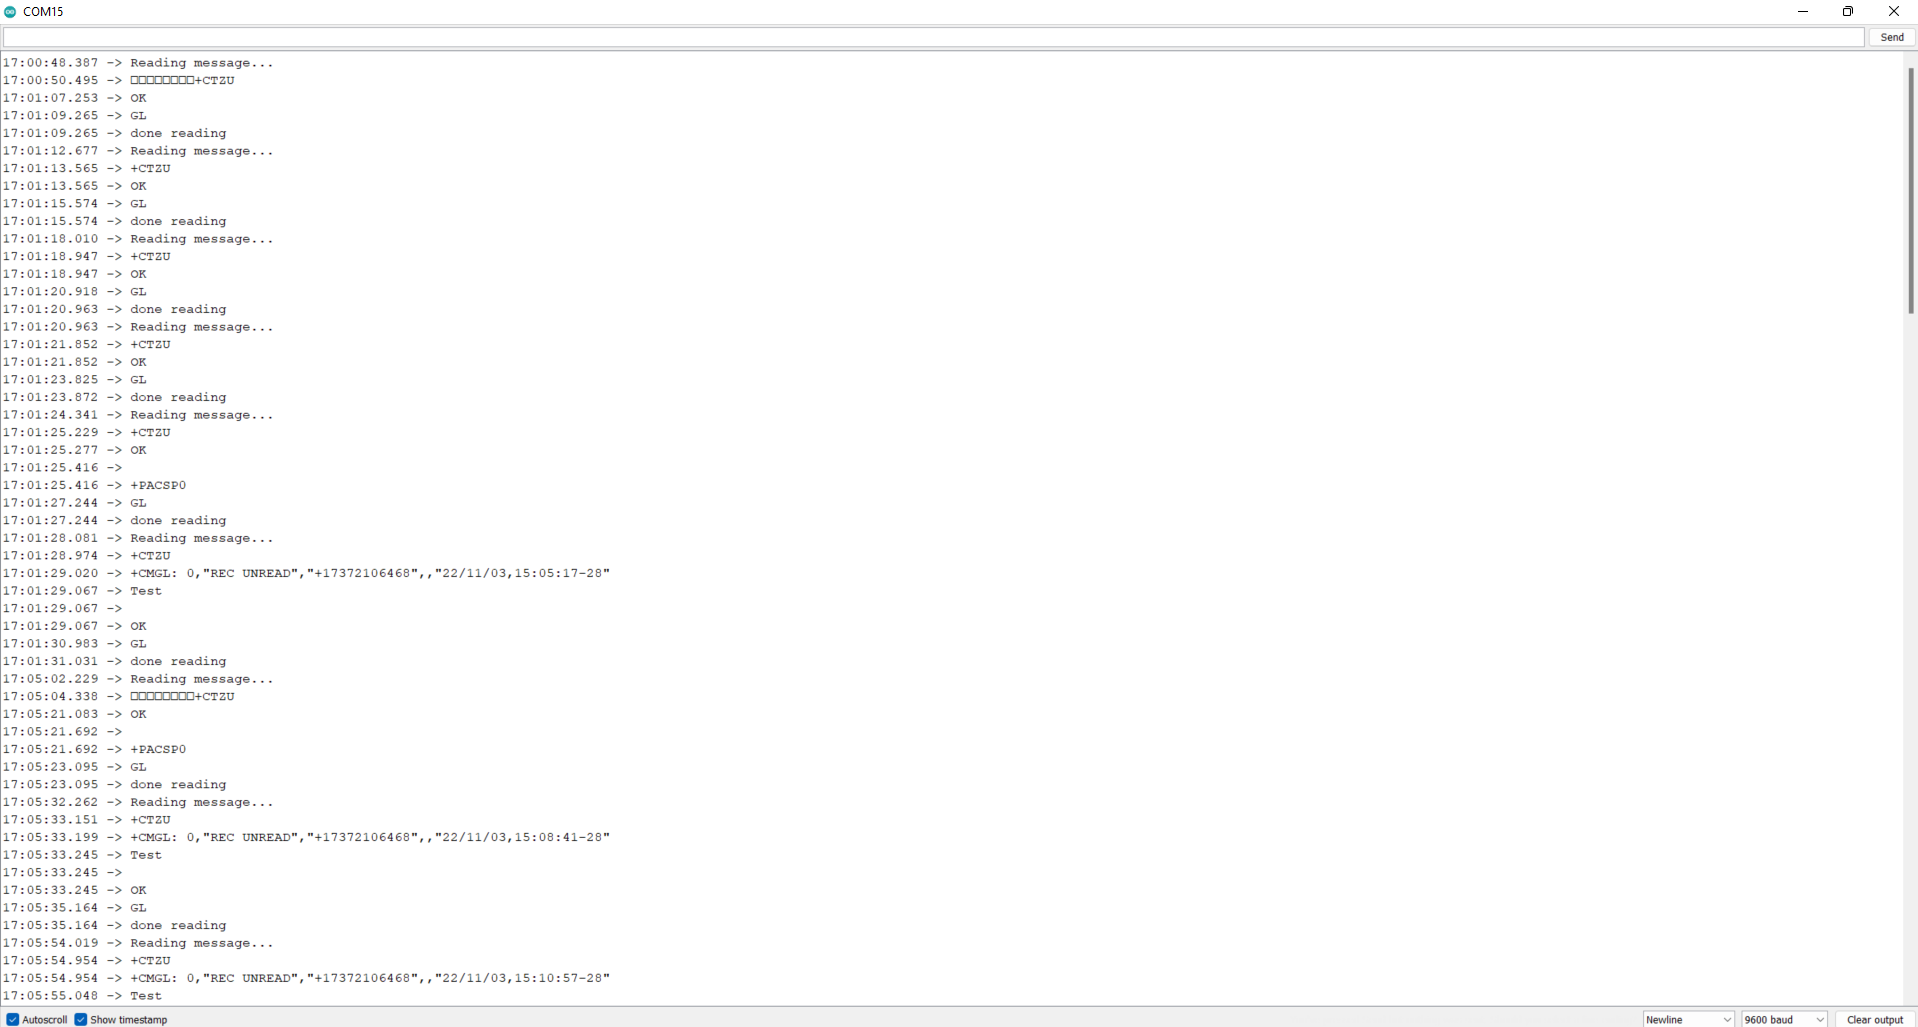 COM15
Send
17:00:48.387 -> Reading message...
17:00:50.495 -> □□□□□□□□+CTZU
17:01:07.253 -> OK
17:01:09.265 -> GL
17:01:09.265 -> done reading
17:01:12.677 -> Reading message...
17:01:13.565 -> +CTZU
17:01:13.565 -> OK
17:01:15.574 -> GL
17:01:15.574 -> done reading
17:01:18.010 -> Reading message...
17:01:18.947 -> +CTZU
17:01:18.947 -> OK
17:01:20.918 -> GL
17:01:20.963 -> done reading
17:01:20.963 -> Reading message...
17:01:21.852 -> +CTZU
17:01:21.852 -> OK
17:01:23.825 -> GL
17:01:23.872 -> done reading
17:01:24.341 -> Reading message...
17:01:25.229 -> +CTZU
17:01:25.277 -> OK
17:01:25.416 ->
17:01:25.416 -> +PACSP0
17:01:27.244 -> GL
17:01:27.244 -> done reading
17:01:28.081 -> Reading message...
17:01:28.974 -> +CTZU
17:01:29.020 -> +CMGL: 0,"REC UNREAD","+17372106468",,"22/11/03,15:05:17-28"
17:01:29.067 -> Test
17:01:29.067 ->
17:01:29.067 -> OK
17:01:30.983 -> GL
17:01:31.031 -> done reading
17:05:02.229 -> Reading message...
17:05:04.338 -> □□□□□□□□+CTZU
17:05:21.083 -> OK
17:05:21.692 ->
17:05:21.692 -> +PACSP0
17:05:23.095 -> GL
17:05:23.095 -> done reading
17:05:32.262 -> Reading message...
17:05:33.151 -> +CTZU
17:05:33.199 -> +CMGL: 0,"REC UNREAD","+17372106468",,"22/11/03,15:08:41-28"
17:05:33.245 -> Test
17:05:33.245 ->
17:05:33.245 -> OK
17:05:35.164 -> GL
17:05:35.164 -> done reading
17:05:54.019 -> Reading message...
17:05:54.954 -> +CTZU
17:05:54.954 -> +CMGL: 0,"REC UNREAD","+17372106468",,"22/11/03,15:10:57-28"
17:05:55.048 -> Test
Autoscroll Show timestamp Newline 9600 baud Clear output